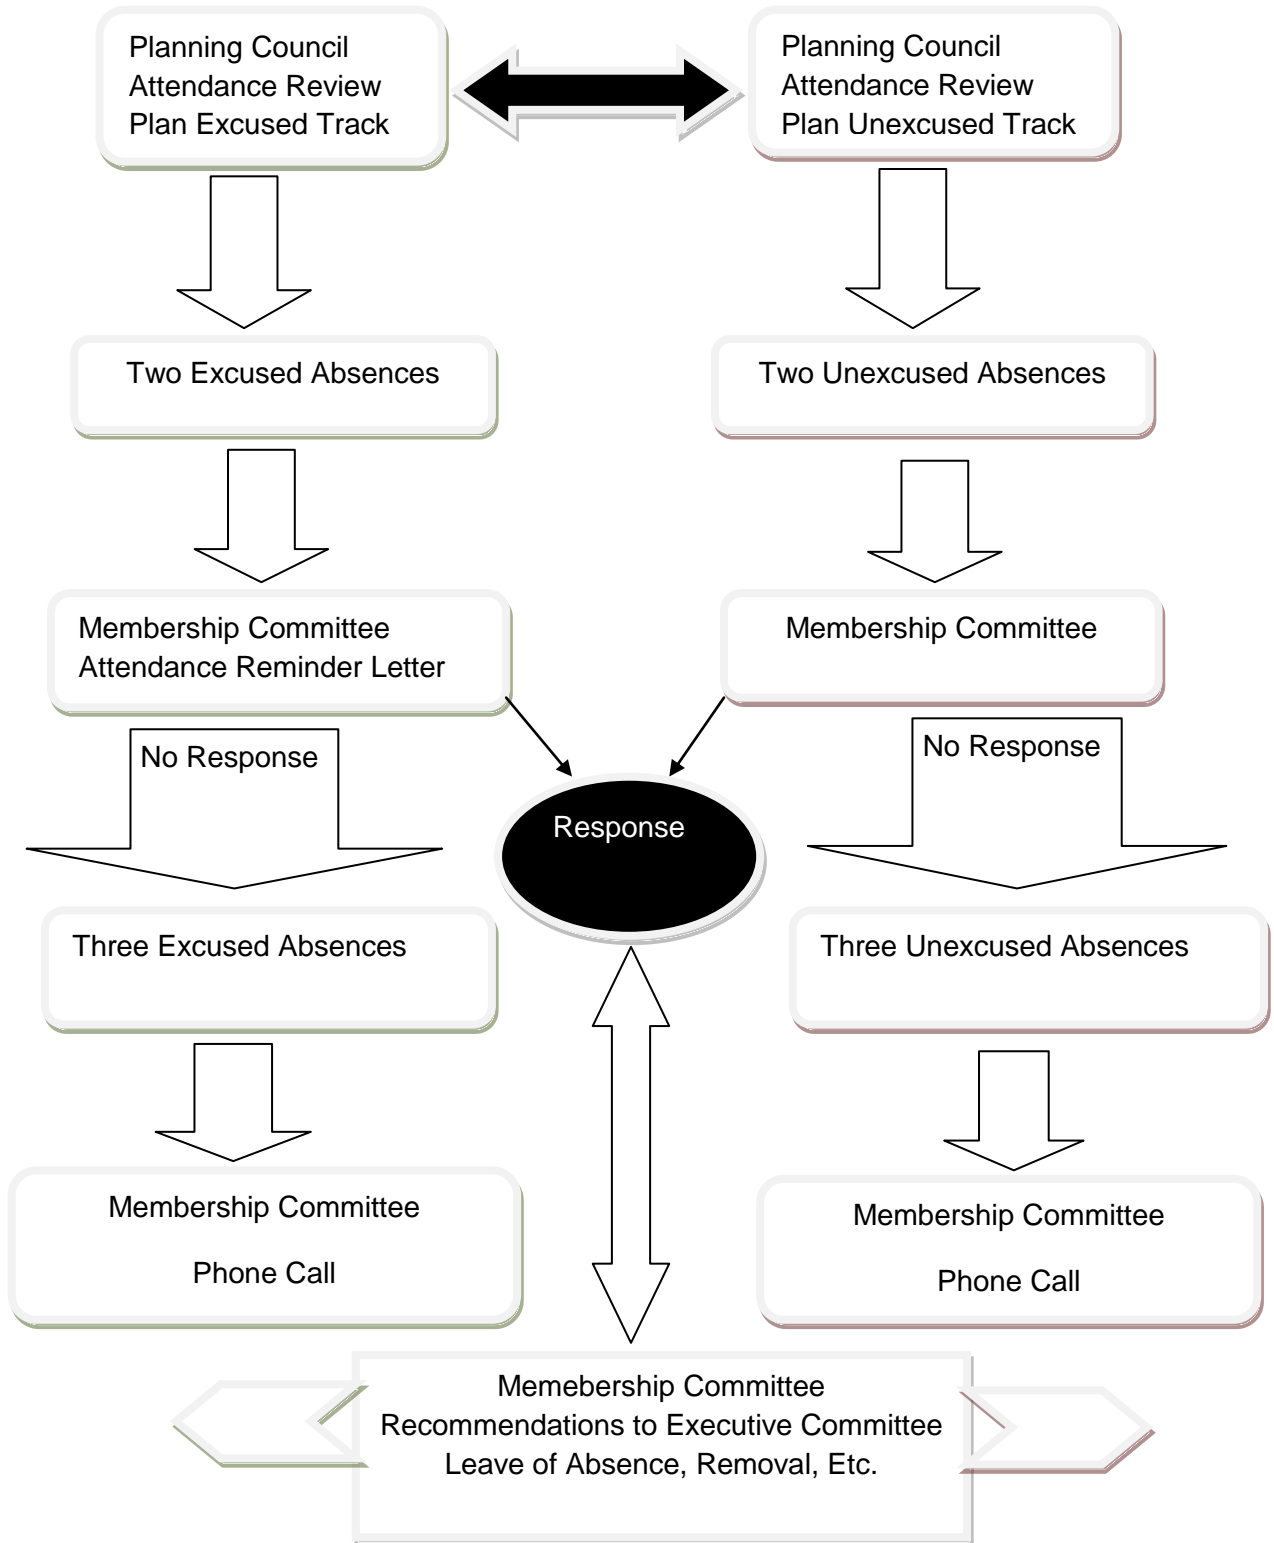 Planning Council
Attendance Review
Plan Excused Track
Planning Council
Attendance Review
Plan Unexcused Track
Two Excused Absences
Two Unexcused Absences
Membership Committee
Attendance Reminder Letter
Membership Committee
No Response
No Response
Response
Three Excused Absences
Three Unexcused Absences
Membership Committee
Phone Call
Membership Committee
Phone Call
Memebership Committee
Recommendations to Executive Committee
Leave of Absence, Removal, Etc.